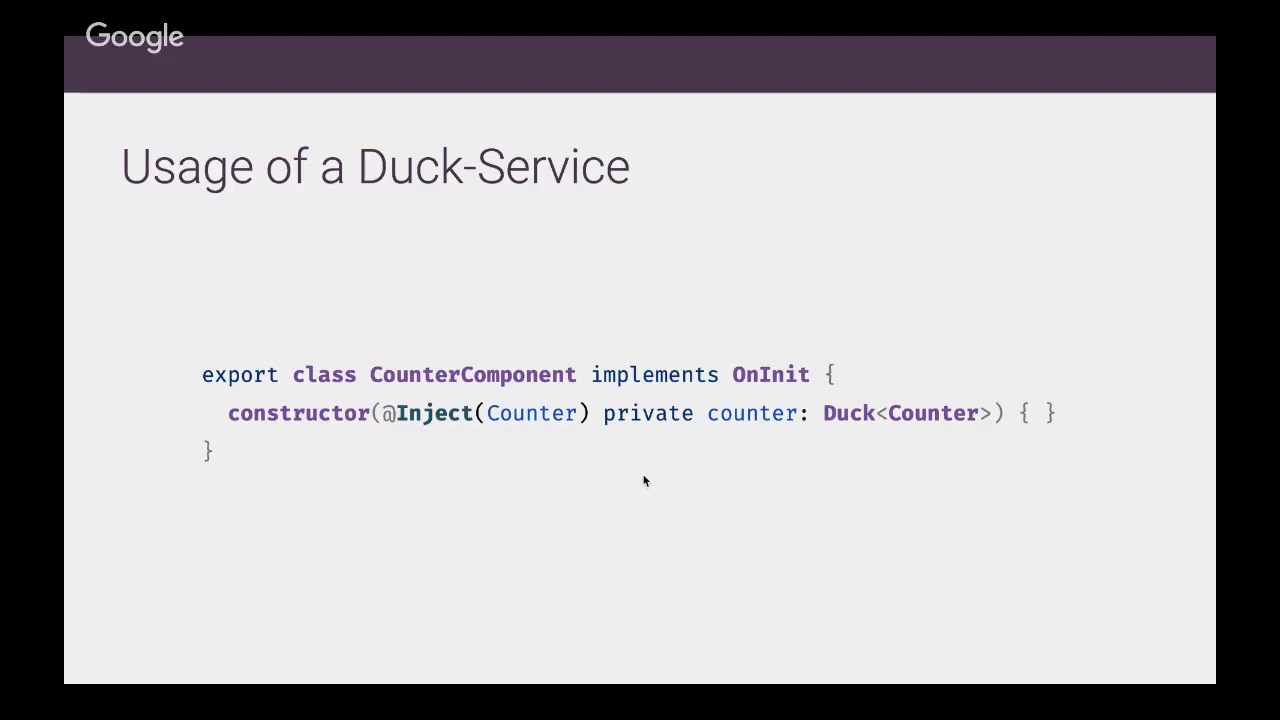 Google
Usage of a Duck-Service
export class CounterComponent implements OnInit {
constructor(@Inject(Counter) private counter: Duck<Counter>) { }
}